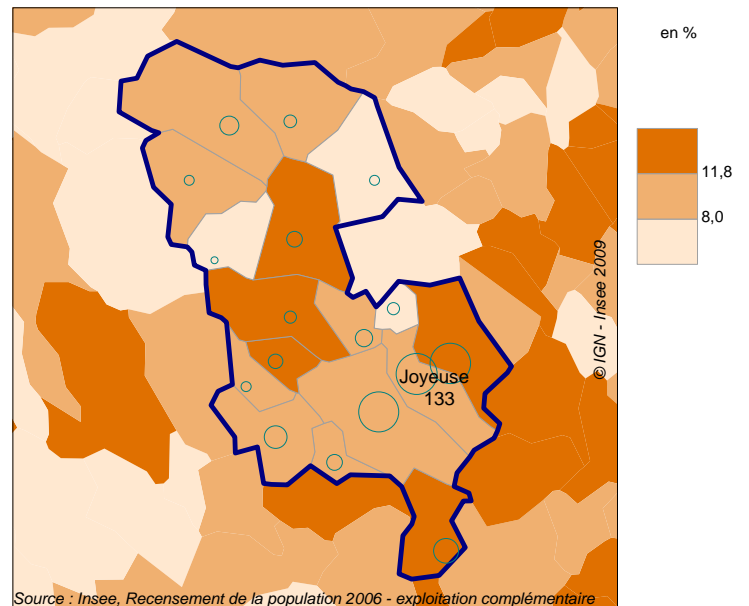 en %
11,8
8,0
© IGN - Insee 2009
Joyeuse
133
Source : Insee, Recensement de la population 2006 - exploitation complémentaire